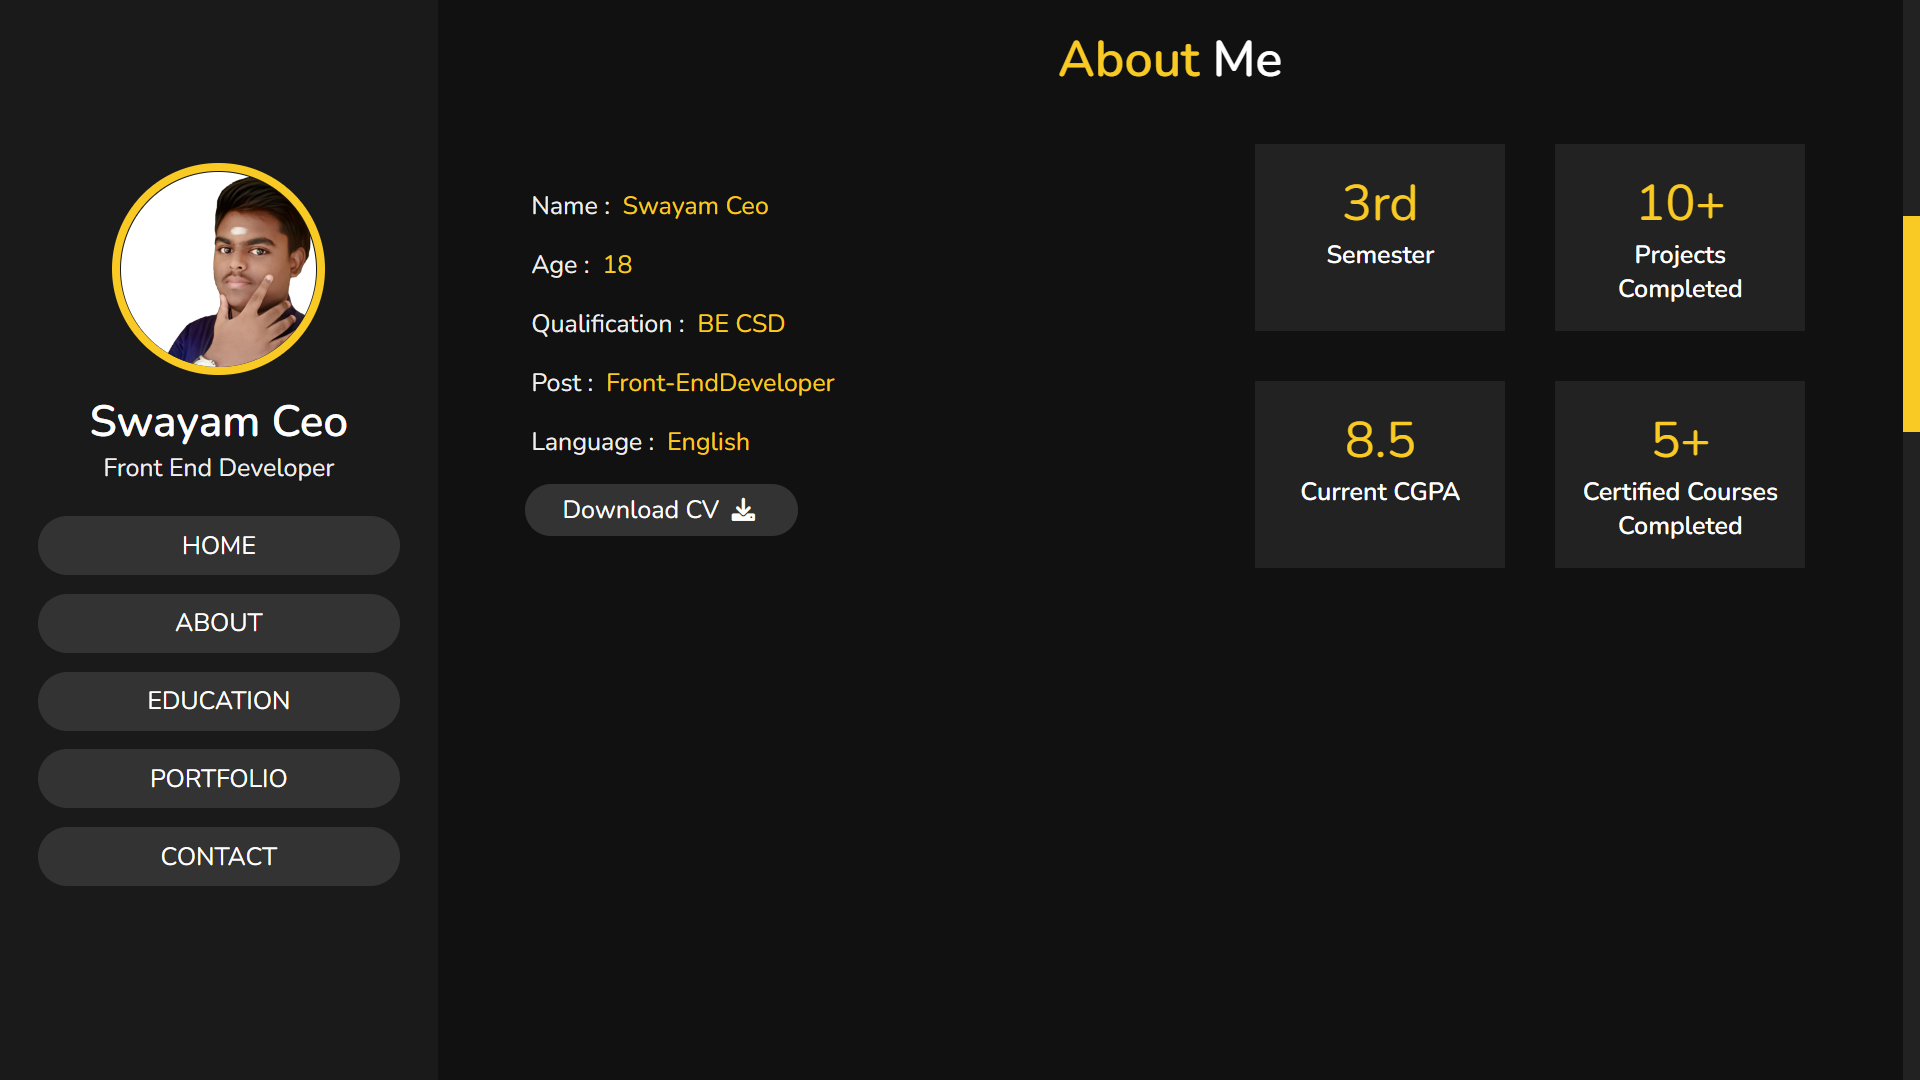 Swayam Ceo
Front End Developer
HOME
ABOUT
EDUCATION
PORTFOLIO
CONTACT
About Me
Name : Swayam Ceo
Age : 18
Qualification : BE CSD
Post : Front-EndDeveloper
Language : English
Download CV
3rd
Semester
10+
Projects
Completed
8.5
Current CGPA
5+
Certified Courses
Completed